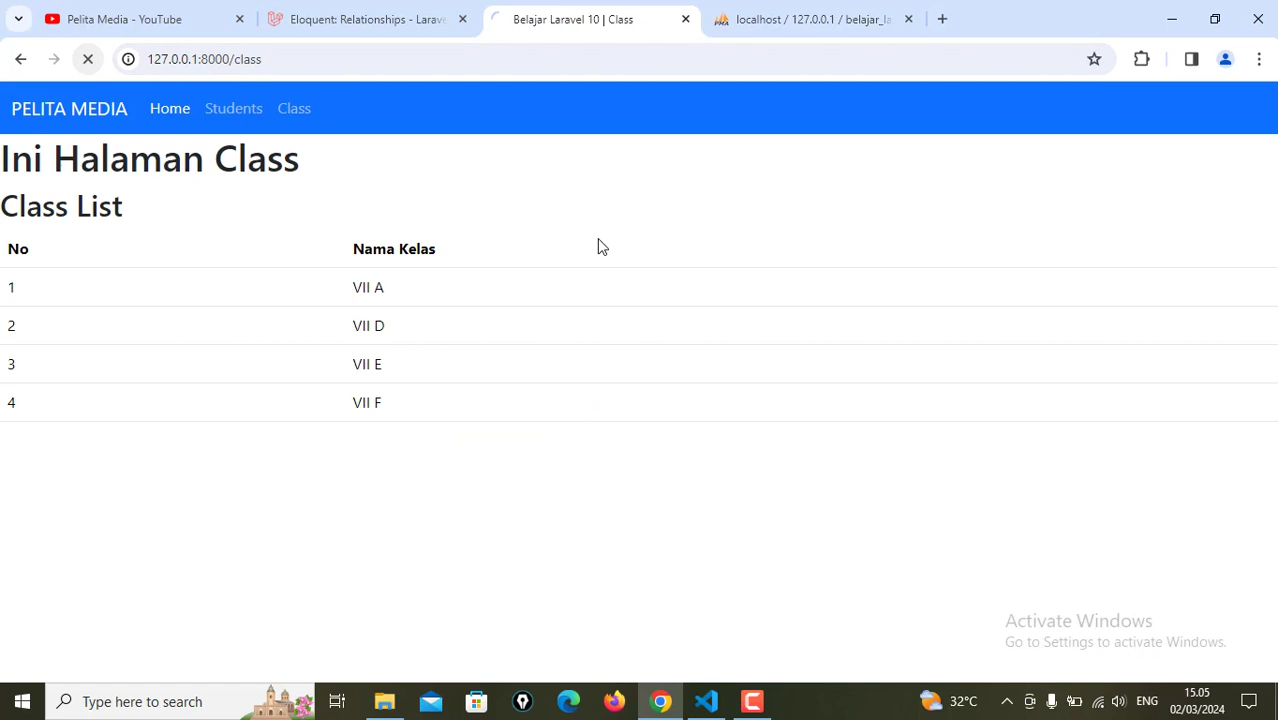 Pelita Media - YouTube
Eloquent: Relationships - Larave
Belajar Laravel 10 | Class
localhost / 127.0.0.1 / belajar_la
127.0.0.1:8000/class
PELITA MEDIA Home Students Class
Ini Halaman Class
Class List
No Nama Kelas
1 VII A
2 VII D
3 VII E
4 VII F
Activate Windows
Go to Settings to activate Windows.
Type here to search
32°C
ENG
15.05
02/03/2024